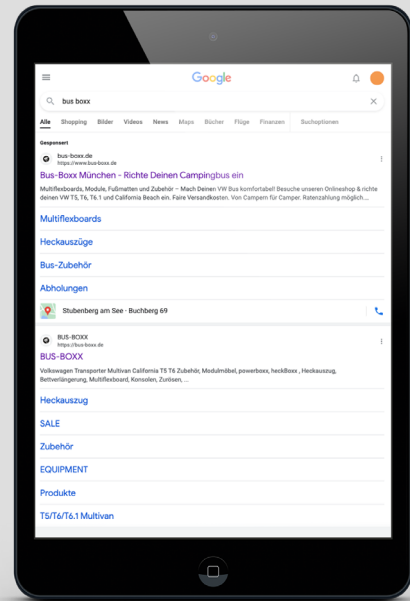 Google
bus boxx
Alle Shopping Bilder Videos News Maps Bücher Flüge Finanzen Suchoptionen
Gesponsert
bus-boxx.de
https://www.bus-boxx.de
Bus-Boxx München - Richte Deinen Campingbus ein
Multiflexboards, Module, Fußmatten und Zubehör – Mach Deinen VW Bus komfortabel! Besuche unseren Onlineshop & richte
deinen VW T5, T6, T6.1 und California Beach ein. Faire Versandkosten. Von Campern für Camper. Ratenzahlung möglich...
Multiflexboards
Heckauszüge
Bus-Zubehör
Abholungen
Stubenberg am See · Buchberg 69
BUS-BOXX
https://bus-boxx.de
BUS-BOXX
Volkswagen Transporter Multivan California T5 T6 Zubehör, Modulmöbel, powerboxx, heckBoxx , Heckauszug,
Bettverlängerung, Multiflexboard, Konsolen, Zurösen, ...
Heckauszug
SALE
Zubehör
EQUIPMENT
Produkte
T5/T6/T6.1 Multivan